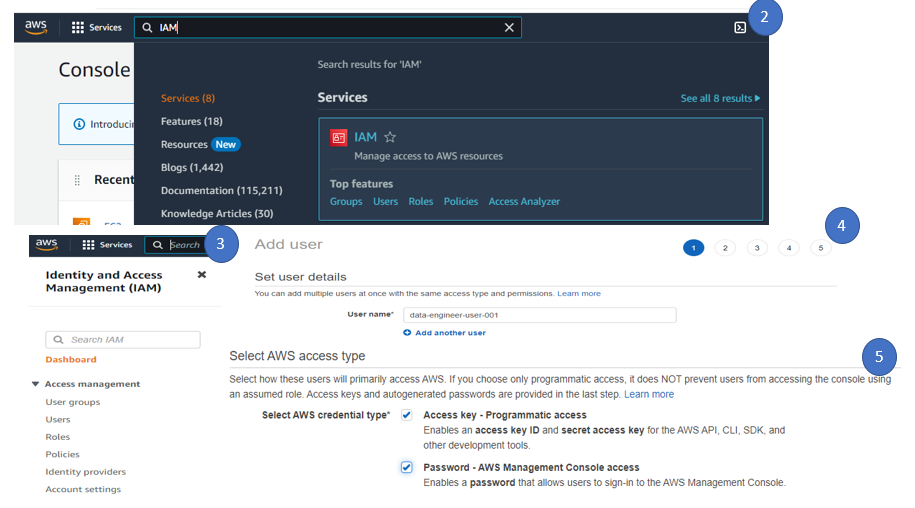 aws Services IAM
2
Console
Search results for 'IAM'
Services (8)
Services
See all 8 results
Features (18)
IAM
Introducin
Resources New
Manage access to AWS resources
Blogs (1,442)
Recent
Top features
Documentation (115,211)
Groups Users Roles Policies Access Analyzer
Knowledge Articles (30)
aws Services Search
3
Add user
1 2 3 4 5
4
Identity and Access
Management (IAM)
Search IAM
Dashboard
Access management
User groups
Users
Roles
Policies
Identity providers
Account settings
Set user details
You can add multiple users at once with the same access type and permissions. Learn more
User name* data-engineer-user-001
Add another user
Select AWS access type
5
Select how these users will primarily access AWS. If you choose only programmatic access, it does NOT prevent users from accessing the console using
an assumed role. Access keys and autogenerated passwords are provided in the last step. Learn more
Select AWS credential type* Access key - Programmatic access
Enables an access key ID and secret access key for the AWS API, CLI, SDK, and
other development tools.
Password - AWS Management Console access
Enables a password that allows users to sign-in to the AWS Management Console.